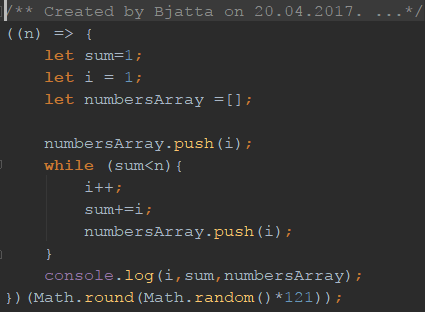 /** Created by Bjatta on 20.04.2017. ...*/
((n) => {
    let sum=1;
    let i = 1;
    let numbersArray =[];

    numbersArray.push(i);
    while (sum<n){
        i++;
        sum+=i;
        numbersArray.push(i);
    }
    console.log(i,sum,numbersArray);
})(Math.round(Math.random()*121));